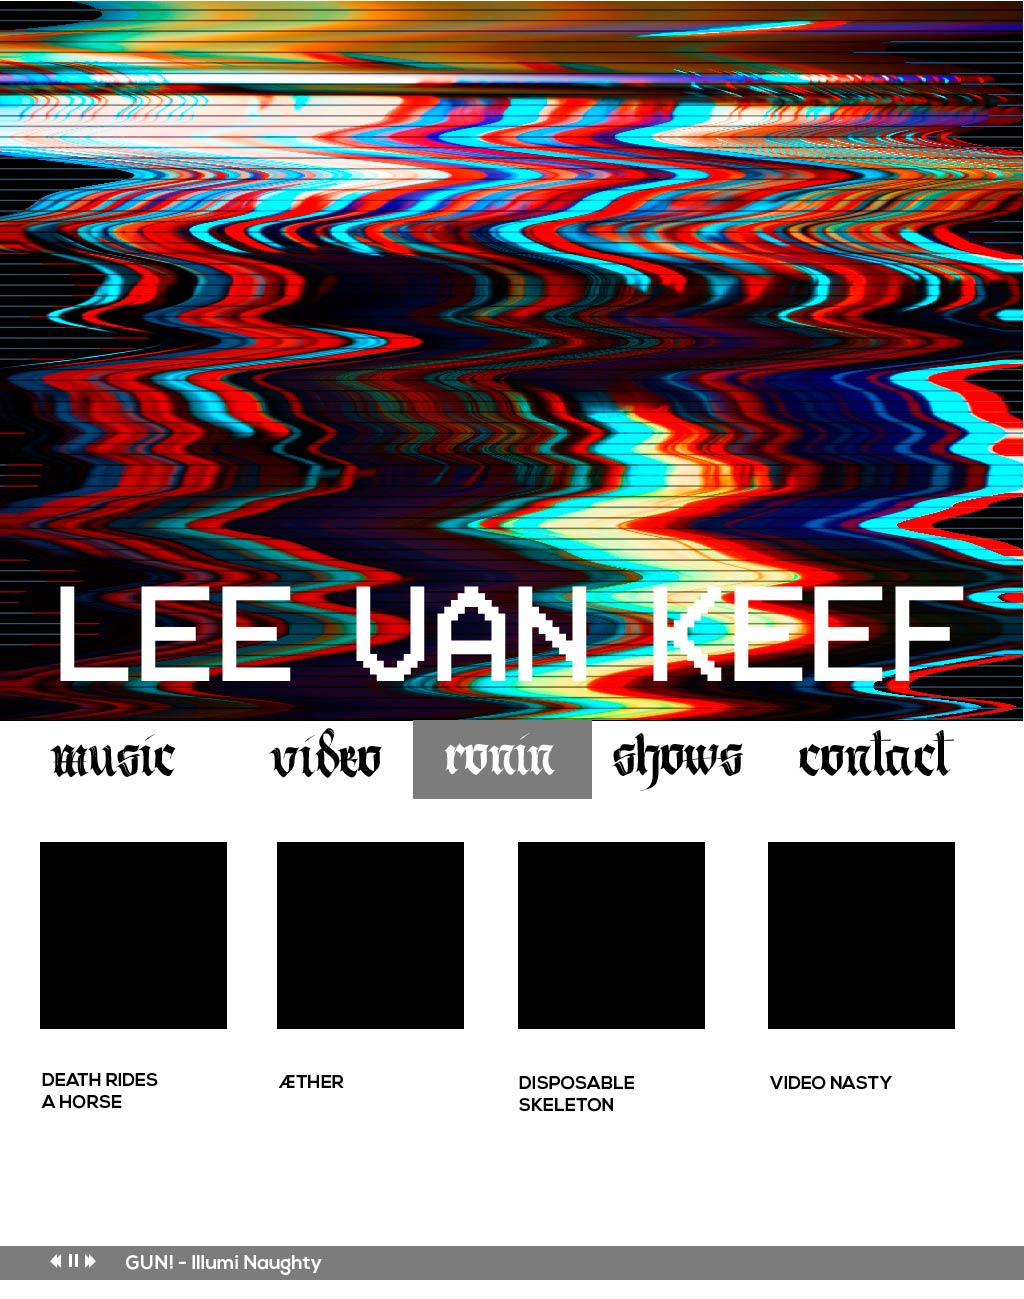 LEE VAN KEEF
music video ronin shows contact
DEATH RIDES
A HORSE
ÆTHER
DISPOSABLE
SKELETON
VIDEO NASTY
GUN! - Illumi Naughty